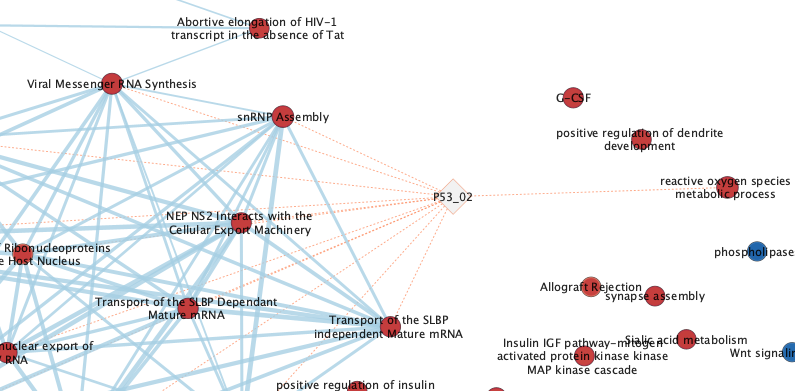 Abortive elongation of HIV-1
transcript in the absence of Tat
Viral Messenger RNA Synthesis
G-CSF
snRNP Assembly
positive regulation of dendrite
development
reactive oxygen species
metabolic process
P53_02
NEP NS2 Interacts with the
Cellular Export Machinery
Ribonucleoproteins
e Host Nucleus
phospholipase
Allograft Rejection
synapse assembly
Transport of the SLBP Dependant
Mature mRNA
Transport of the SLBP
independent Mature mRNA
nuclear export of
RNA
Insulin IGF pathway-mitogen
activated protein kinase kinase
MAP kinase cascade
Sialic acid metabolism
Wnt signalin
positive regulation of insulin